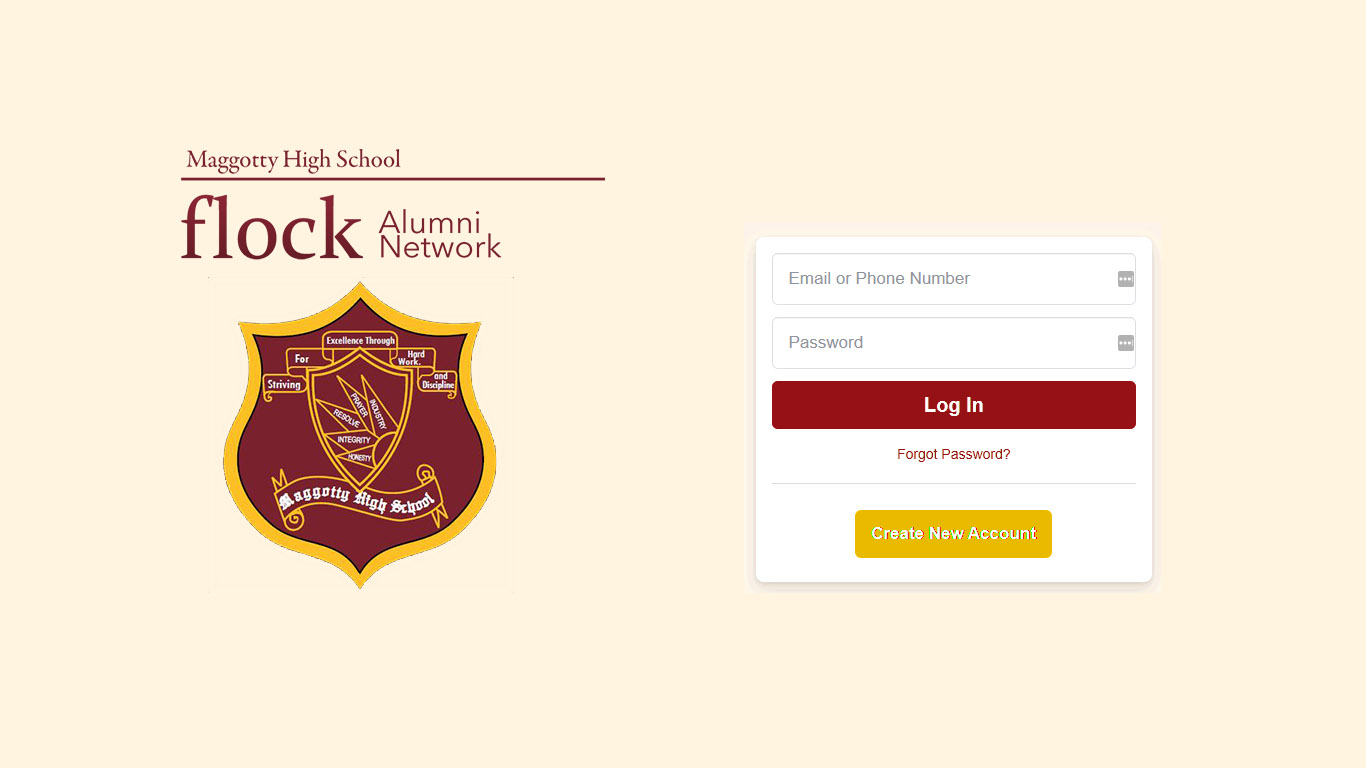 Maggotty High School
flock Alumni
Network
Excellence Through
For
Hard
Work.
Striving
and
Discipline
INDUSTRY
PRAYER
RESOLVE
INTEGRITY
HONESTY
Maggotty High School
Email or Phone Number
Password
Log In
Forgot Password?
Create New Account